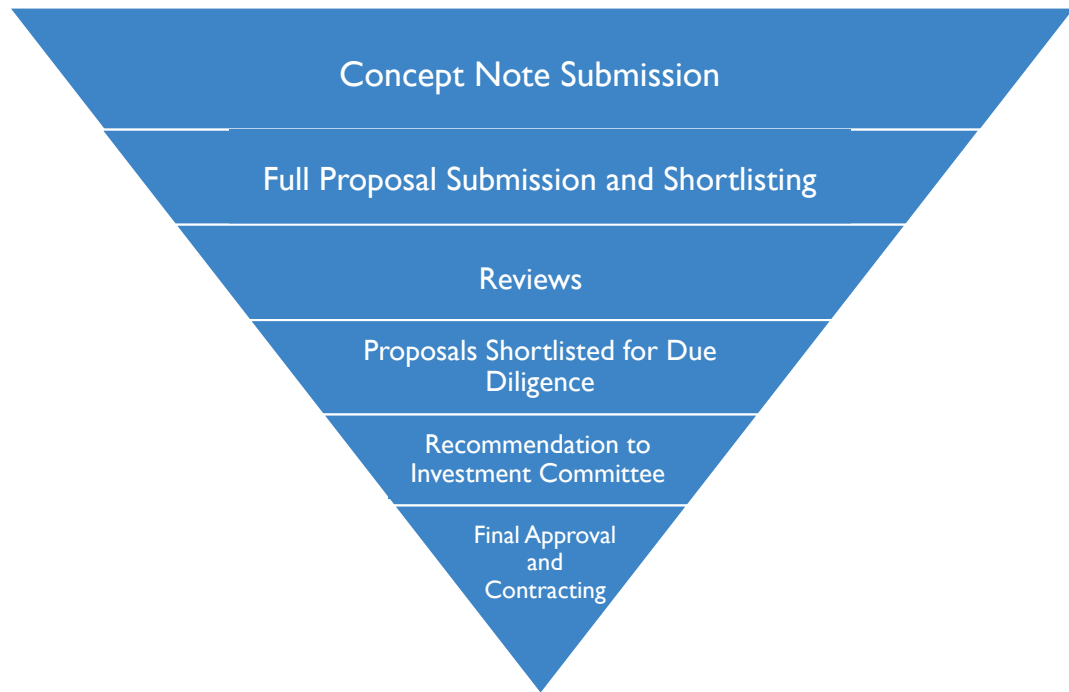 Concept Note Submission
Full Proposal Submission and Shortlisting
Reviews
Proposals Shortlisted for Due
Diligence
Recommendation to
Investment Committee
Final Approval
and
Contracting